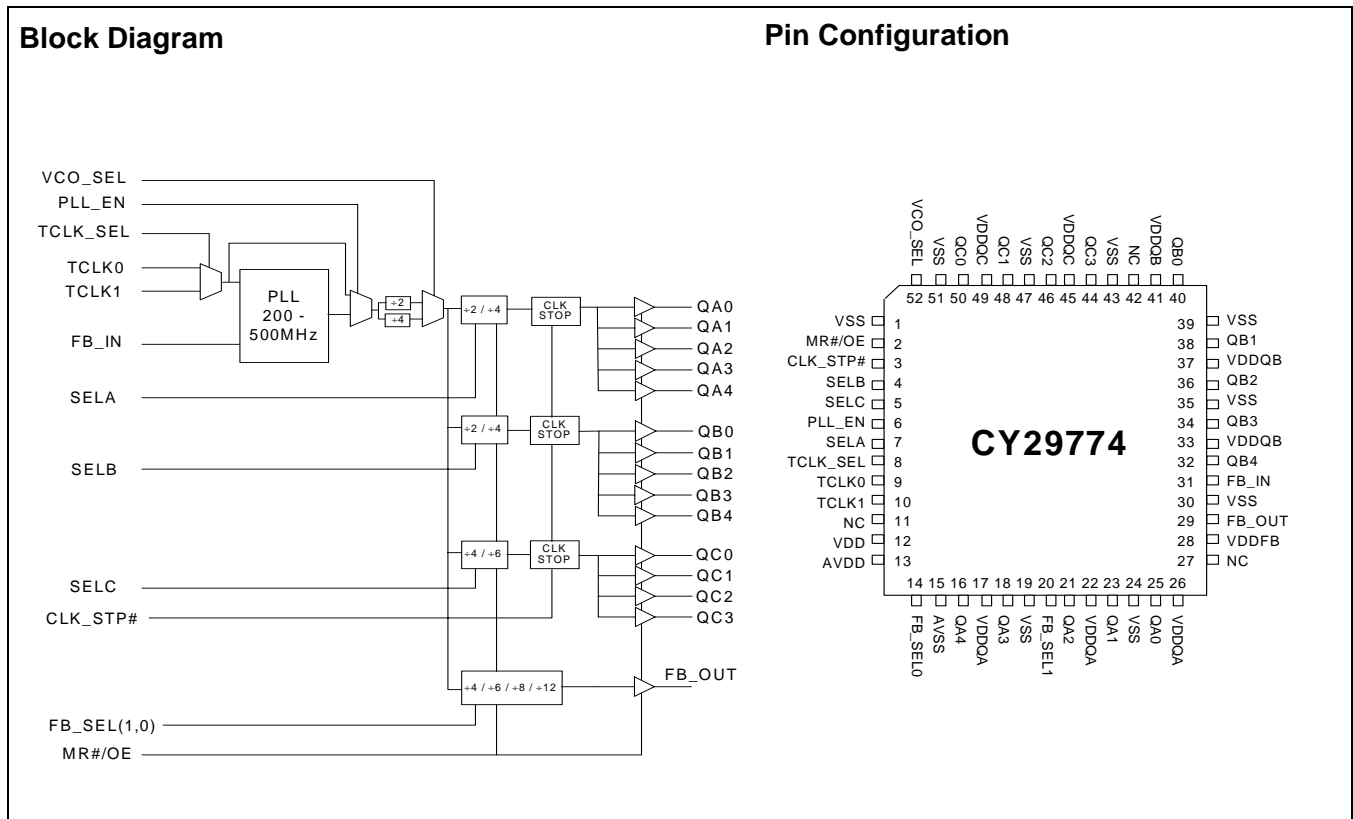 Block Diagram
VCO_SEL
PLL_EN
TCLK_SEL
TCLK0
TCLK1
FB_IN
SELA
SELB
SELC
CLK_STP#
FB_SEL(1,0)
MR#/OE
PLL
200 -
500MHz
÷2
÷4
÷2 / ÷4
CLK
STOP
QA0
QA1
QA2
QA3
QA4
÷2 / ÷4
CLK
STOP
QB0
QB1
QB2
QB3
QB4
÷4 / ÷6
CLK
STOP
QC0
QC1
QC2
QC3
÷4 / ÷6 / ÷8 / ÷12
FB_OUT
Pin Configuration
VCO_SEL
VSS
QC0
VDDQC
QC1
VSS
QC2
VDDQC
QC3
VSS
NC
VDDQB
QB0
52 51 50 49 48 47 46 45 44 43 42 41 40
VSS 1
MR#/OE 2
CLK_STP# 3
SELB 4
SELC 5
PLL_EN 6
SELA 7
TCLK_SEL 8
TCLK0 9
TCLK1 10
NC 11
VDD 12
AVDD 13
CY29774
39 VSS
38 QB1
37 VDDQB
36 QB2
35 VSS
34 QB3
33 VDDQB
32 QB4
31 FB_IN
30 VSS
29 FB_OUT
28 VDDFB
27 NC
14 15 16 17 18 19 20 21 22 23 24 25 26
FB_SEL0
AVSS
QA4
VDDQA
QA3
VSS
FB_SEL1
QA2
VDDQA
QA1
VSS
QA0
VDDQA